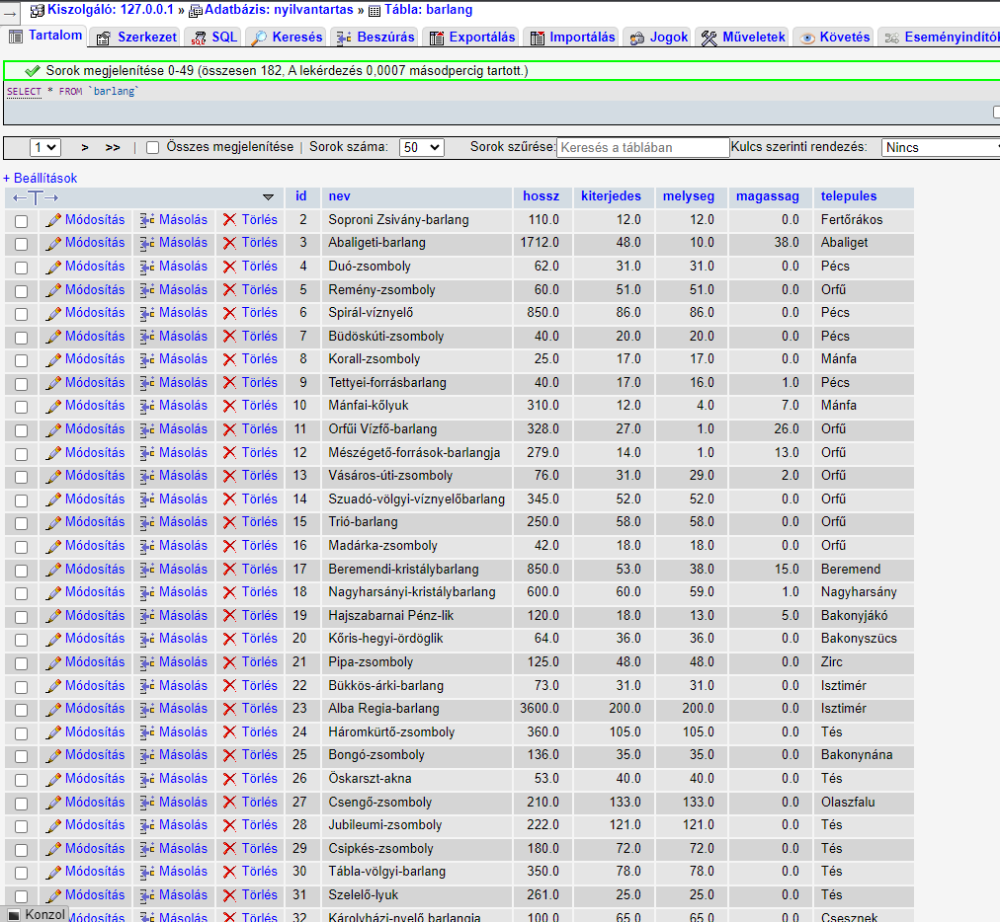 Kiszolgáló: 127.0.0.1 » Adatbázis: nyilvantartas » Tábla: barlang
Tartalom Szerkezet SQL Keresés Beszúrás Exportálás Importálás Jogok Műveletek Követés Eseményindítók
Sorok megjelenítése 0-49 (összesen 182, A lekérdezés 0,0007 másodpercig tartott.)
SELECT * FROM `barlang`
1 > >> | Összes megjelenítése | Sorok száma: 50 Sorok szűrése: Keresés a táblában Kulcs szerinti rendezés: Nincs
+ Beállítások
←T→ id nev hossz kiterjedes melyseg magassag telepules
Módosítás Másolás Törlés 2 Soproni Zsivány-barlang 110.0 12.0 12.0 0.0 Fertőrákos
Módosítás Másolás Törlés 3 Abaligeti-barlang 1712.0 48.0 10.0 38.0 Abaliget
Módosítás Másolás Törlés 4 Duó-zsomboly 62.0 31.0 31.0 0.0 Pécs
Módosítás Másolás Törlés 5 Remény-zsomboly 60.0 51.0 51.0 0.0 Orfű
Módosítás Másolás Törlés 6 Spirál-víznyelő 850.0 86.0 86.0 0.0 Pécs
Módosítás Másolás Törlés 7 Büdöskúti-zsomboly 40.0 20.0 20.0 0.0 Pécs
Módosítás Másolás Törlés 8 Korall-zsomboly 25.0 17.0 17.0 0.0 Mánfa
Módosítás Másolás Törlés 9 Tettyei-forrásbarlang 40.0 17.0 16.0 1.0 Pécs
Módosítás Másolás Törlés 10 Mánfai-kőlyuk 310.0 12.0 4.0 7.0 Mánfa
Módosítás Másolás Törlés 11 Orfűi Vízfő-barlang 328.0 27.0 1.0 26.0 Orfű
Módosítás Másolás Törlés 12 Mészégető-források-barlangja 279.0 14.0 1.0 13.0 Orfű
Módosítás Másolás Törlés 13 Vásáros-úti-zsomboly 76.0 31.0 29.0 2.0 Orfű
Módosítás Másolás Törlés 14 Szuadó-völgyi-víznyelőbarlang 345.0 52.0 52.0 0.0 Orfű
Módosítás Másolás Törlés 15 Trió-barlang 250.0 58.0 58.0 0.0 Orfű
Módosítás Másolás Törlés 16 Madárka-zsomboly 42.0 18.0 18.0 0.0 Orfű
Módosítás Másolás Törlés 17 Beremendi-kristálybarlang 850.0 53.0 38.0 15.0 Beremend
Módosítás Másolás Törlés 18 Nagyharsányi-kristálybarlang 600.0 60.0 59.0 1.0 Nagyharsány
Módosítás Másolás Törlés 19 Hajszabarnai Pénz-lik 120.0 18.0 13.0 5.0 Bakonyjákó
Módosítás Másolás Törlés 20 Kőris-hegyi-ördöglik 64.0 36.0 36.0 0.0 Bakonyszücs
Módosítás Másolás Törlés 21 Pipa-zsomboly 125.0 48.0 48.0 0.0 Zirc
Módosítás Másolás Törlés 22 Bükkös-árki-barlang 73.0 31.0 31.0 0.0 Isztimér
Módosítás Másolás Törlés 23 Alba Regia-barlang 3600.0 200.0 200.0 0.0 Isztimér
Módosítás Másolás Törlés 24 Háromkürtő-zsomboly 360.0 105.0 105.0 0.0 Tés
Módosítás Másolás Törlés 25 Bongó-zsomboly 136.0 35.0 35.0 0.0 Bakonynána
Módosítás Másolás Törlés 26 Öskarszt-akna 53.0 40.0 40.0 0.0 Tés
Módosítás Másolás Törlés 27 Csengő-zsomboly 210.0 133.0 133.0 0.0 Olaszfalu
Módosítás Másolás Törlés 28 Jubileumi-zsomboly 222.0 121.0 121.0 0.0 Tés
Módosítás Másolás Törlés 29 Csipkés-zsomboly 180.0 72.0 72.0 0.0 Tés
Módosítás Másolás Törlés 30 Tábla-völgyi-barlang 350.0 78.0 78.0 0.0 Tés
Módosítás Másolás Törlés 31 Szelelő-lyuk 261.0 25.0 25.0 0.0 Tés
Konzol Módosítás Másolás Törlés 32 Károlyházi-nyelő barlangja 100.0 65.0 65.0 0.0 Csesznek